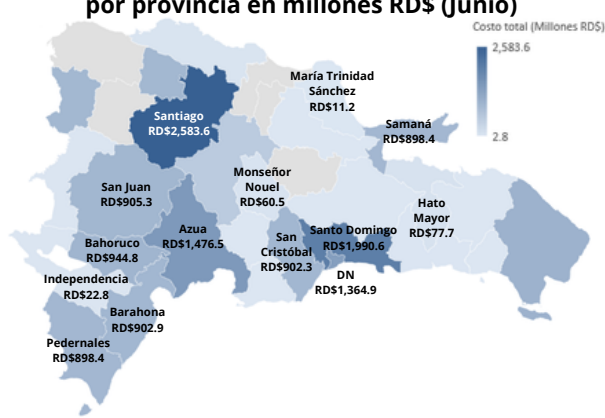 por provincia en millones RD$ (Junio)
Costo total (Millones RD$)
2,583.6
2.8
María Trinidad
Sánchez
RD$11.2
Santiago
RD$2,583.6
Samaná
RD$898.4
Monseñor
Nouel
RD$60.5
San Juan
RD$905.3
Hato
Mayor
RD$77.7
Azua
RD$1,476.5
Santo Domingo
RD$1,990.6
San
Cristóbal
RD$902.3
Bahoruco
RD$944.8
DN
RD$1,364.9
Independencia
RD$22.8
Barahona
RD$902.9
Pedernales
RD$898.4